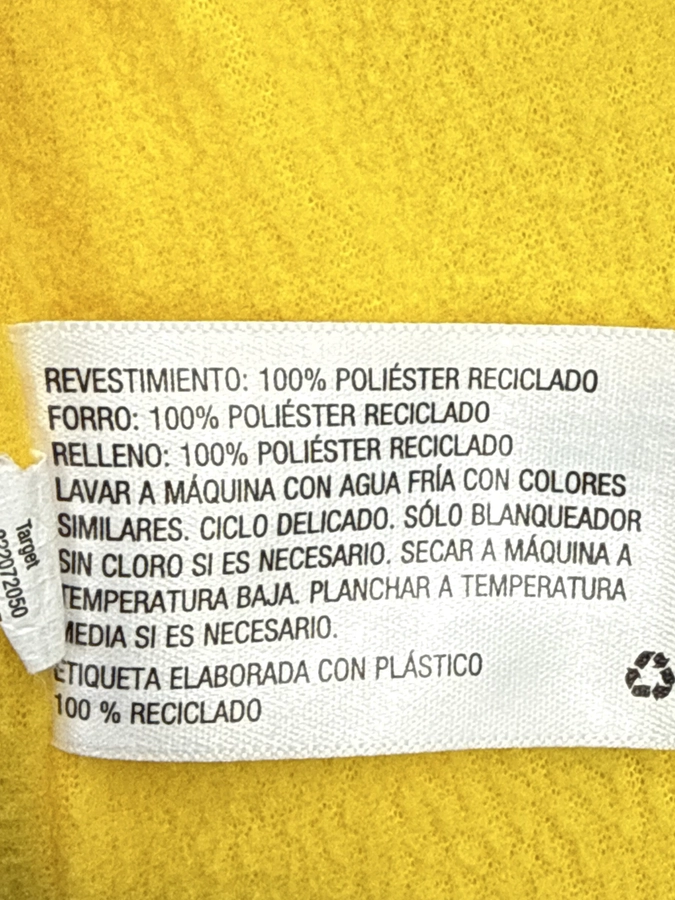 REVESTIMIENTO: 100% POLIÉSTER RECICLADO
FORRO: 100% POLIÉSTER RECICLADO
RELLENO: 100% POLIÉSTER RECICLADO
LAVAR A MÁQUINA CON AGUA FRÍA CON COLORES
SIMILARES. CICLO DELICADO. SÓLO BLANQUEADOR
SIN CLORO SI ES NECESARIO. SECAR A MÁQUINA A
TEMPERATURA BAJA. PLANCHAR A TEMPERATURA
MEDIA SI ES NECESARIO.
ETIQUETA ELABORADA CON PLÁSTICO
100 % RECICLADO
Target